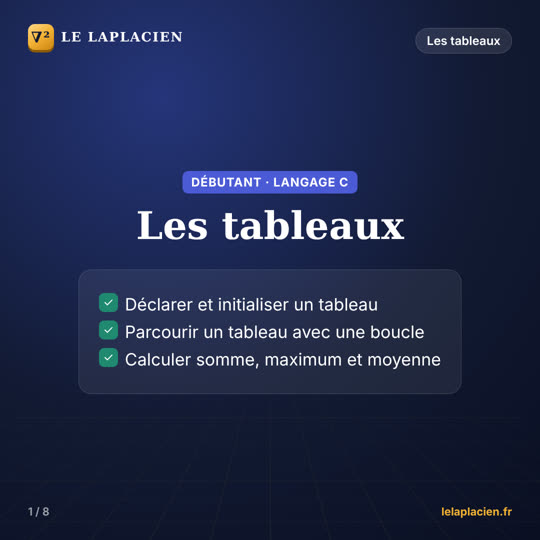 ∇² LE LAPLACIEN
Les tableaux
DÉBUTANT · LANGAGE C
Les tableaux
Déclarer et initialiser un tableau
Parcourir un tableau avec une boucle
Calculer somme, maximum et moyenne
1 / 8
lelaplacien.fr